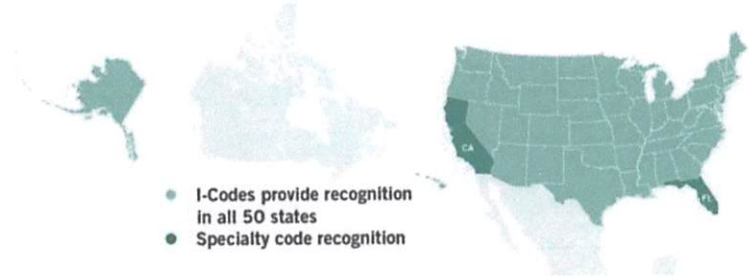 CA
FL
I-Codes provide recognition
in all 50 states
Specialty code recognition